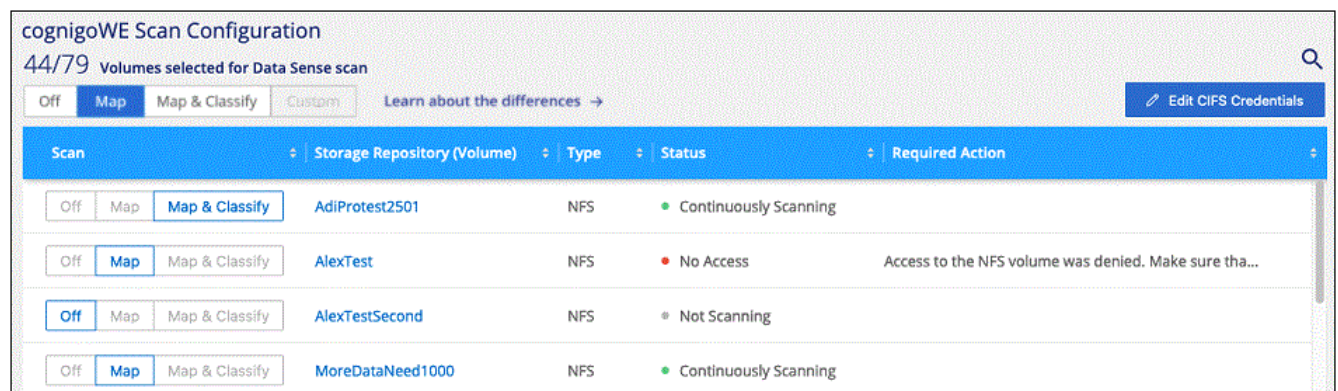 cognigoWE Scan Configuration
44/79 Volumes selected for Data Sense scan
Off Map Map & Classify Custom Learn about the differences → Edit CIFS Credentials
Scan Storage Repository (Volume) Type Status Required Action
Off Map Map & Classify AdiProtest2501 NFS Continuously Scanning
Off Map Map & Classify AlexTest NFS No Access Access to the NFS volume was denied. Make sure tha...
Off Map Map & Classify AlexTestSecond NFS Not Scanning
Off Map Map & Classify MoreDataNeed1000 NFS Continuously Scanning